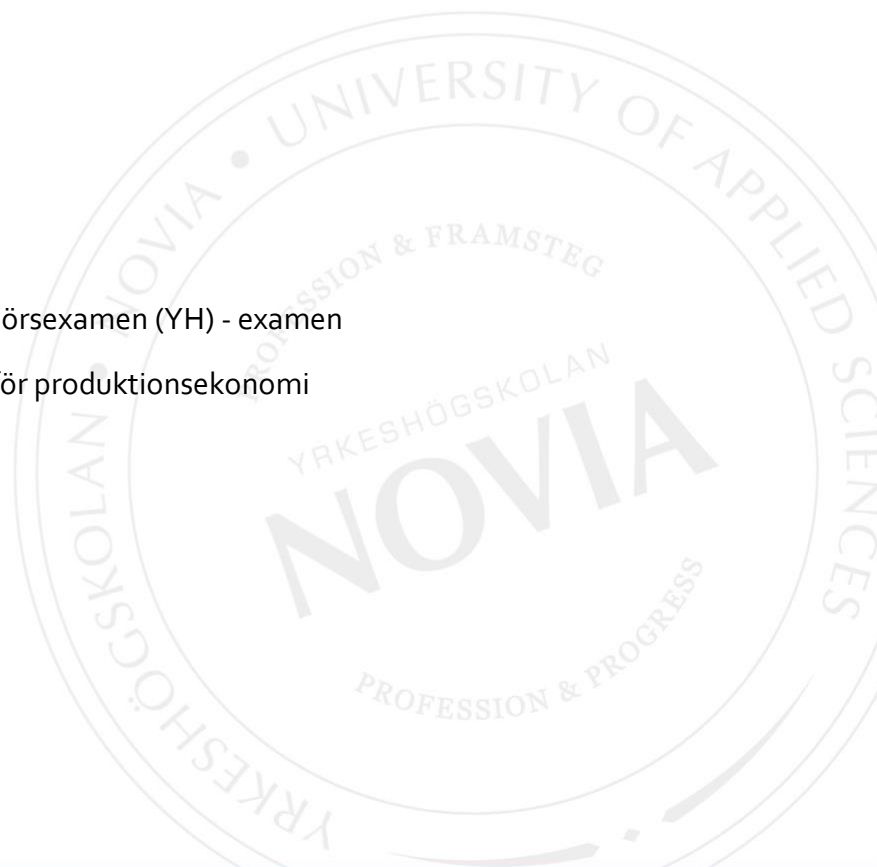 örsexamen (YH) - examen
ör produktionsekonomi
YRKESHÖGSKOLAN • NOVIA • UNIVERSITY OF APPLIED SCIENCES
PROFESSION & FRAMSTEG
YRKESHÖGSKOLAN
NOVIA
PROFESSION & PROGRESS